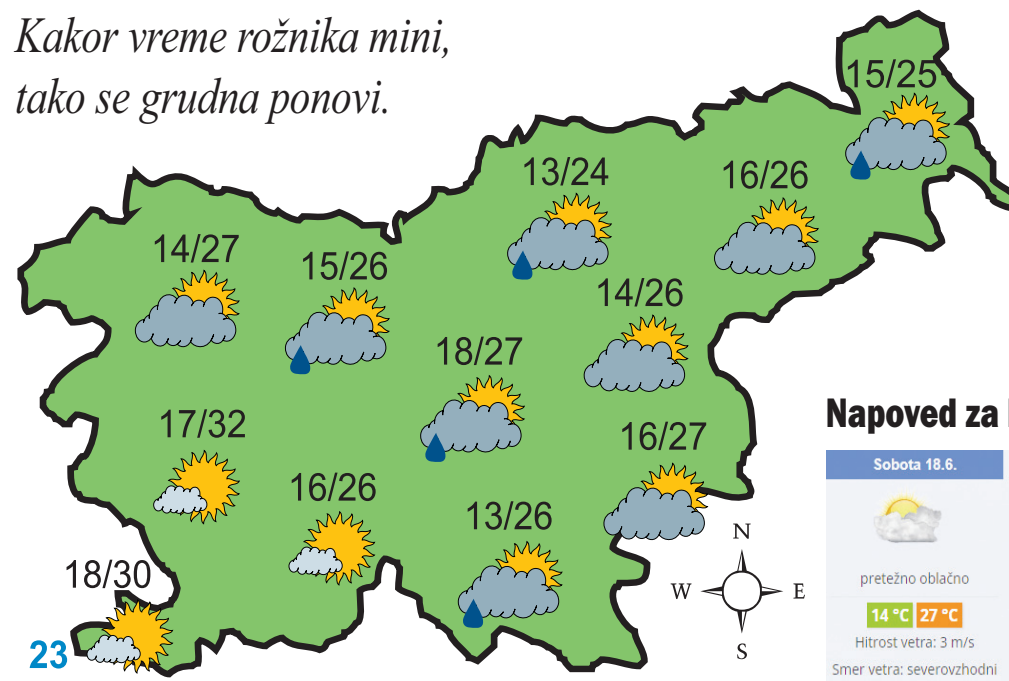 Kakor vreme rožnika mini,
tako se grudna ponovi.
15/25
13/24
16/26
14/27
15/26
14/26
18/27
17/32
16/27
16/26
13/26
18/30
23
N
W
E
S
Napoved za
Sobota 18.6.
pretežno oblačno
14 °C 27 °C
Hitrost vetra: 3 m/s
Smer vetra: severovzhodni